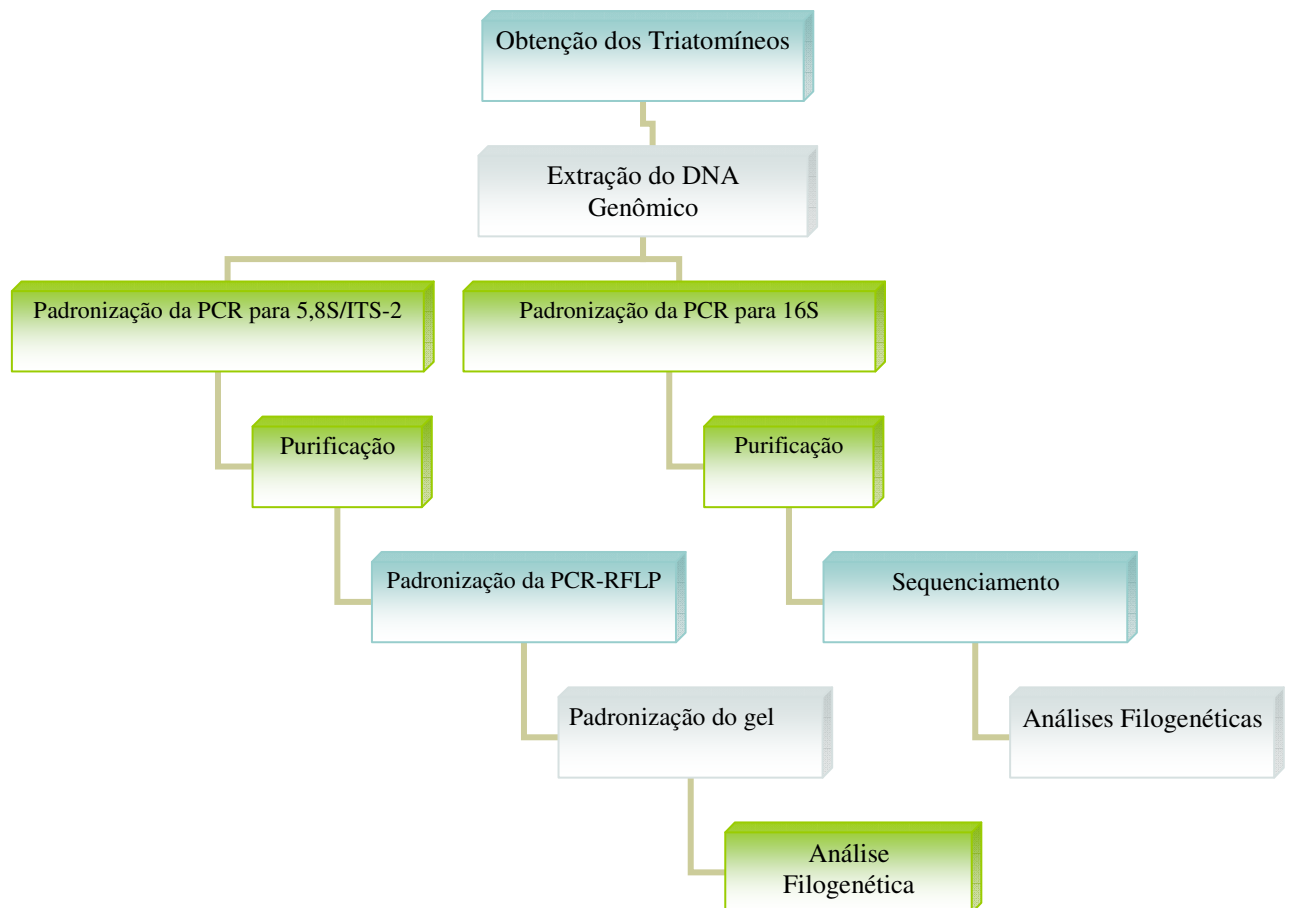 Obtenção dos Triatomíneos
Extração do DNA
Genômico
Padronização da PCR para 5,8S/ITS-2
Padronização da PCR para 16S
Purificação
Purificação
Padronização da PCR-RFLP
Sequenciamento
Padronização do gel
Análises Filogenéticas
Análise
Filogenética